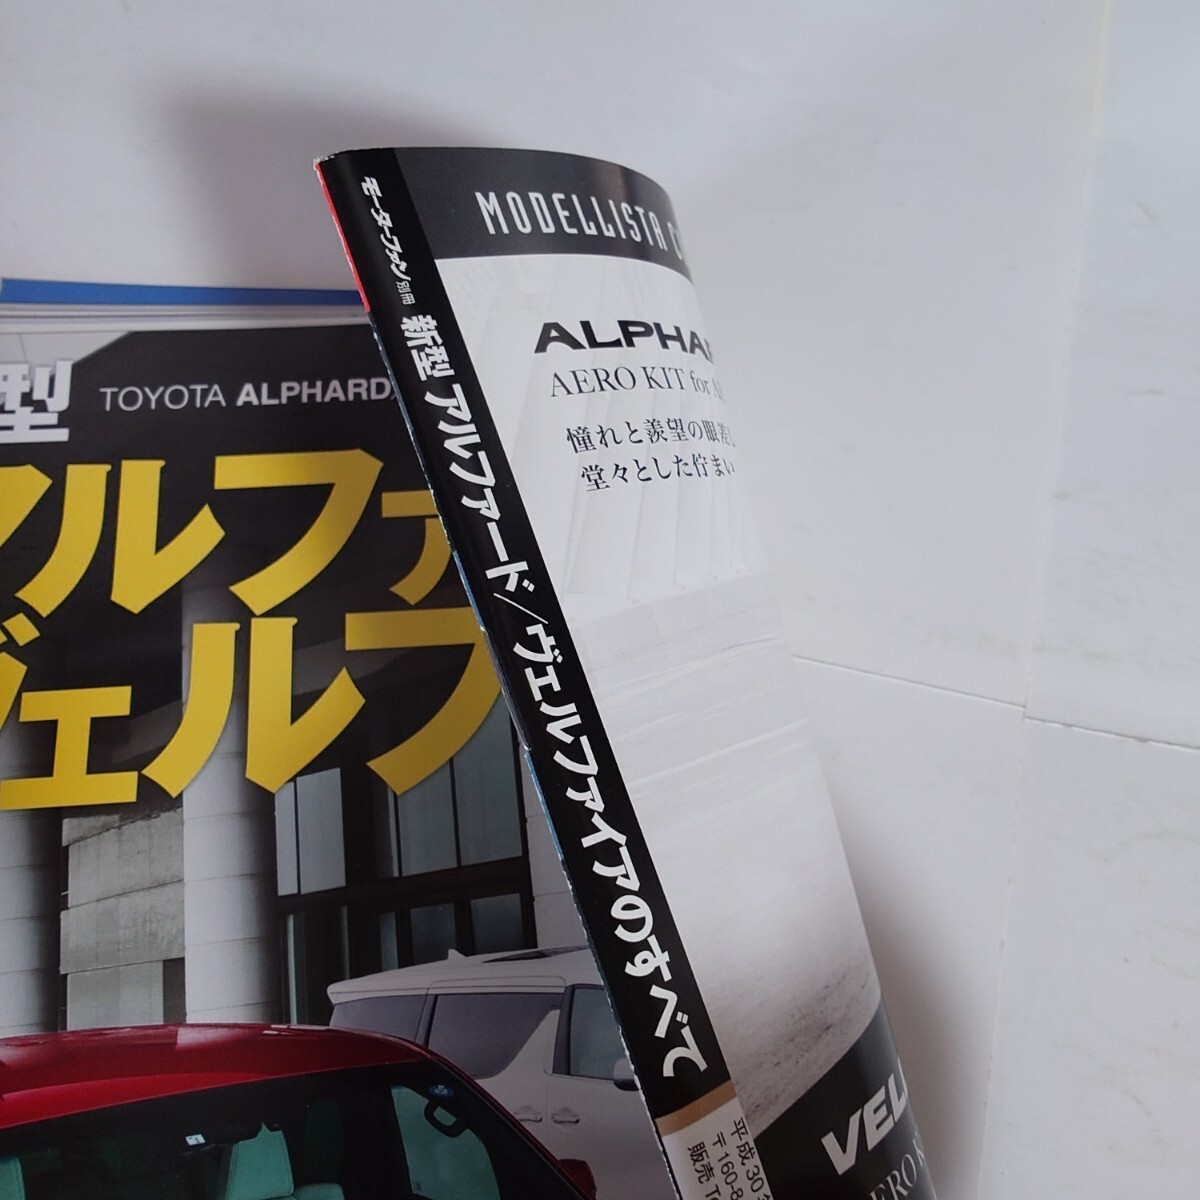 型 TOYOTA ALPHARD
ルファ
ヴェルフ
モーターファン別冊 新型 アルファード/ヴェルファイアのすべて
平成30
〒160-8
販売
MODELLISTA
ALPHA
AERO KIT for
憧れと羨望の眼差し
堂々とした佇まい
VEL
AERO K